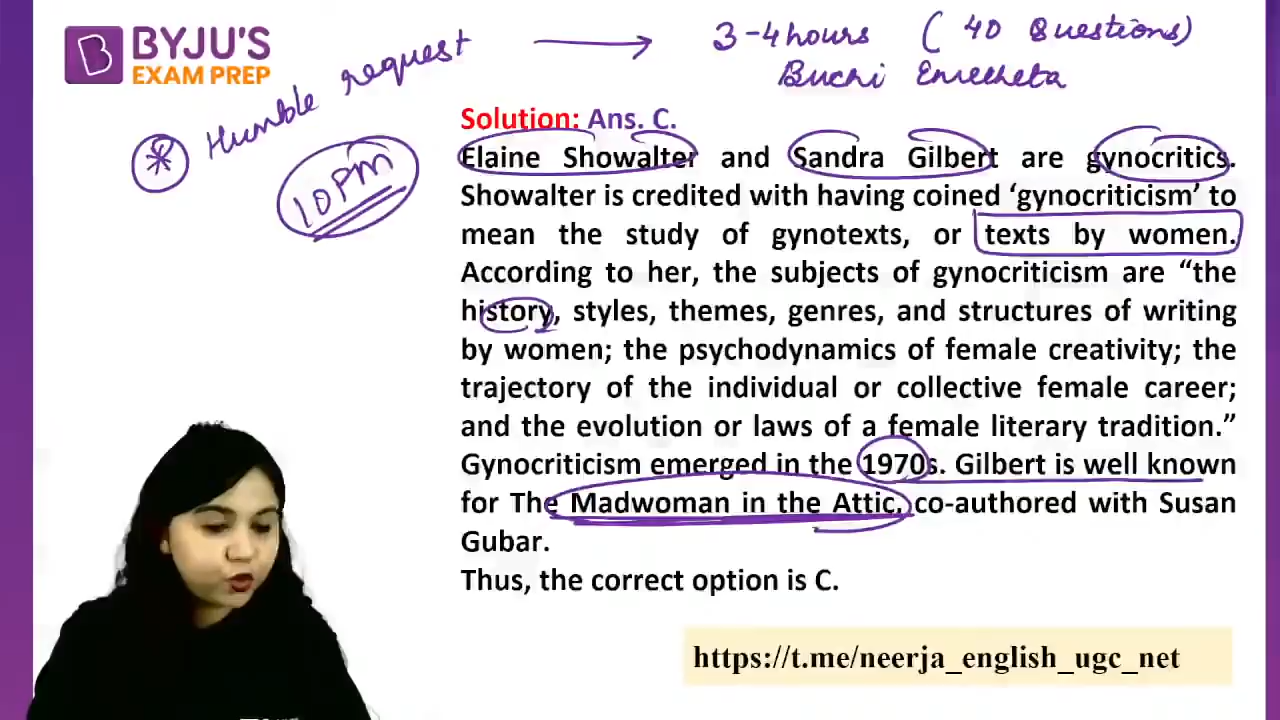 BYJU'S
EXAM PREP
* Humble request → 3-4 hours ( 40 Questions)
Buchi Emecheta
10 PM
Solution: Ans. C.
Elaine Showalter and Sandra Gilbert are gynocritics.
Showalter is credited with having coined ‘gynocriticism’ to
mean the study of gynotexts, or texts by women.
According to her, the subjects of gynocriticism are “the
history, styles, themes, genres, and structures of writing
by women; the psychodynamics of female creativity; the
trajectory of the individual or collective female career;
and the evolution or laws of a female literary tradition.”
Gynocriticism emerged in the 1970s. Gilbert is well known
for The Madwoman in the Attic, co-authored with Susan
Gubar.
Thus, the correct option is C.
https://t.me/neerja_english_ugc_net